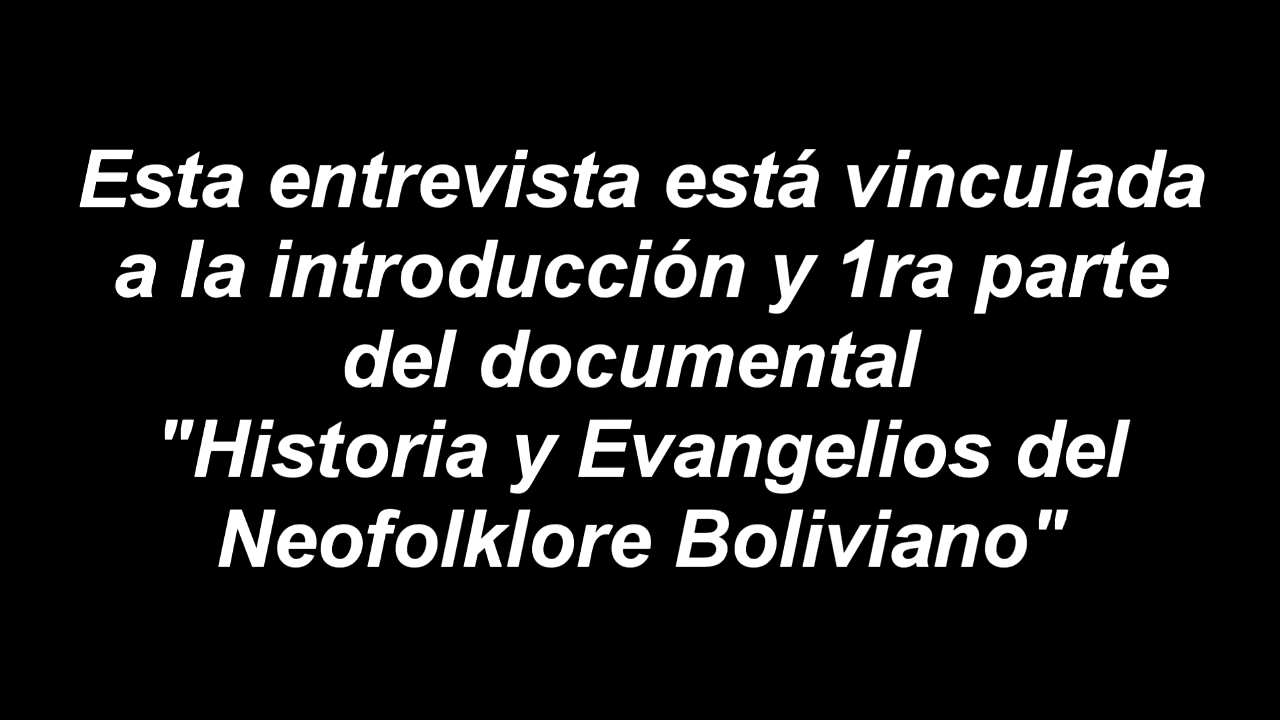 Esta entrevista está vinculada
a la introducción y 1ra parte
del documental
"Historia y Evangelios del
Neofolklore Boliviano"